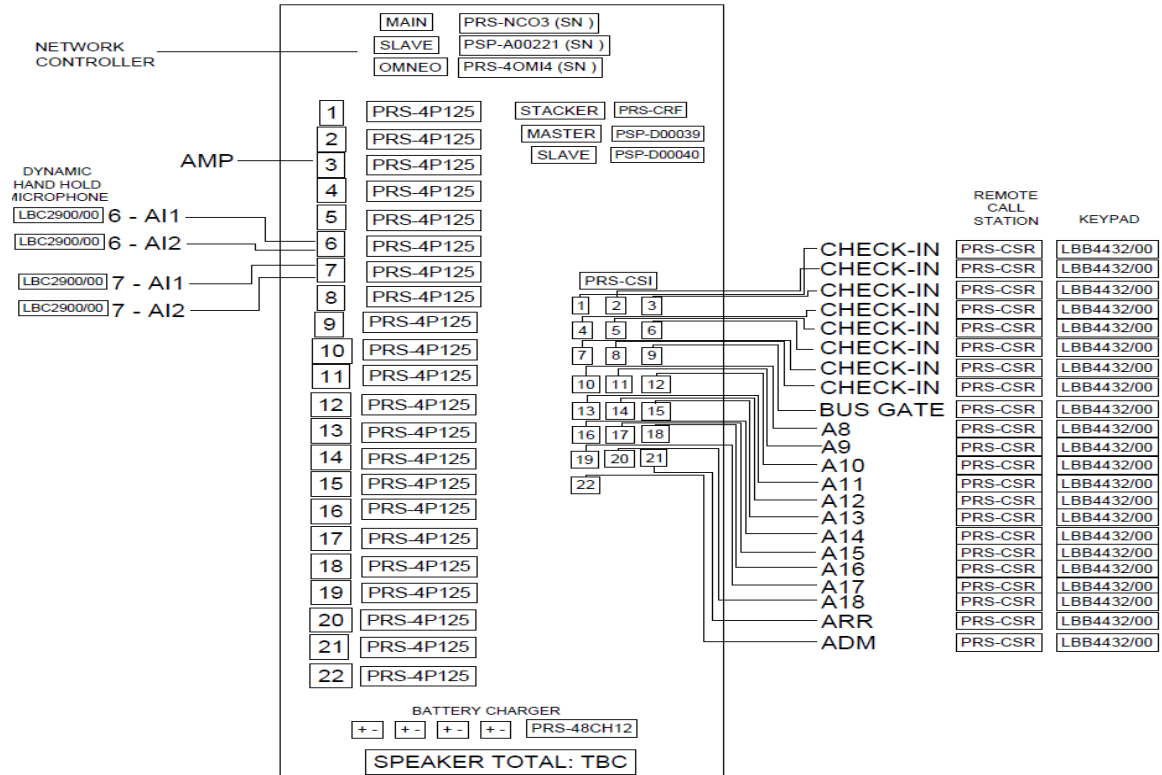 MAIN PRS-NCO3 (SN )
SLAVE PSP-A00221 (SN )
OMNEO PRS-4OMI4 (SN )
NETWORK
CONTROLLER
STACKER PRS-CRF
MASTER PSP-D00039
SLAVE PSP-D00040
1 PRS-4P125
2 PRS-4P125
AMP
3 PRS-4P125
4 PRS-4P125
5 PRS-4P125
6 PRS-4P125
7 PRS-4P125
8 PRS-4P125
9 PRS-4P125
10 PRS-4P125
11 PRS-4P125
12 PRS-4P125
13 PRS-4P125
14 PRS-4P125
15 PRS-4P125
16 PRS-4P125
17 PRS-4P125
18 PRS-4P125
19 PRS-4P125
20 PRS-4P125
21 PRS-4P125
22 PRS-4P125
DYNAMIC
HAND HOLD
MICROPHONE
LBC2900/00 6 - AI1
LBC2900/00 6 - AI2
LBC2900/00 7 - AI1
LBC2900/00 7 - AI2
PRS-CSI
1 2 3
4 5 6
7 8 9
10 11 12
13 14 15
16 17 18
19 20 21
22
REMOTE
CALL
STATION
KEYPAD
CHECK-IN PRS-CSR LBB4432/00
CHECK-IN PRS-CSR LBB4432/00
CHECK-IN PRS-CSR LBB4432/00
CHECK-IN PRS-CSR LBB4432/00
CHECK-IN PRS-CSR LBB4432/00
CHECK-IN PRS-CSR LBB4432/00
CHECK-IN PRS-CSR LBB4432/00
CHECK-IN PRS-CSR LBB4432/00
BUS GATE PRS-CSR LBB4432/00
A8 PRS-CSR LBB4432/00
A9 PRS-CSR LBB4432/00
A10 PRS-CSR LBB4432/00
A11 PRS-CSR LBB4432/00
A12 PRS-CSR LBB4432/00
A13 PRS-CSR LBB4432/00
A14 PRS-CSR LBB4432/00
A15 PRS-CSR LBB4432/00
A16 PRS-CSR LBB4432/00
A17 PRS-CSR LBB4432/00
A18 PRS-CSR LBB4432/00
ARR PRS-CSR LBB4432/00
ADM PRS-CSR LBB4432/00
BATTERY CHARGER
+ - + - + - + - PRS-48CH12
SPEAKER TOTAL: TBC